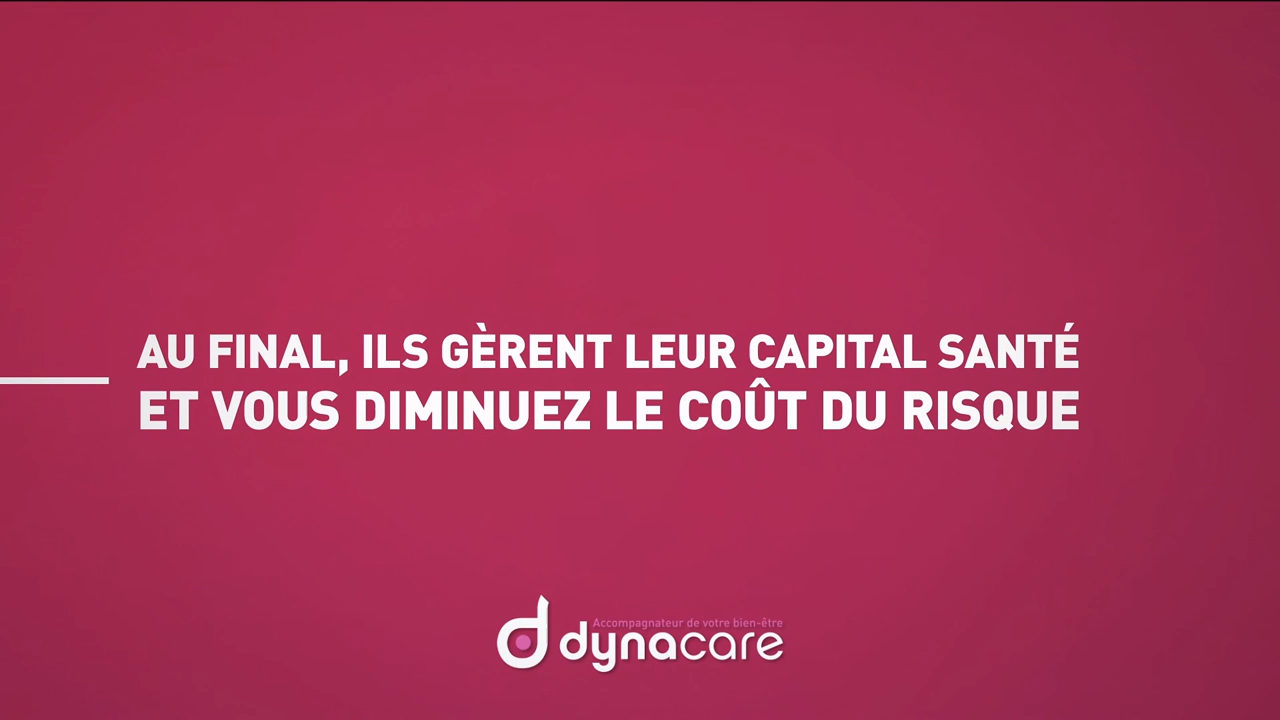 AU FINAL, ILS GÈRENT LEUR CAPITAL SANTÉ
ET VOUS DIMINUEZ LE COÛT DU RISQUE
Accompagnateur de votre bien-être
dynacare